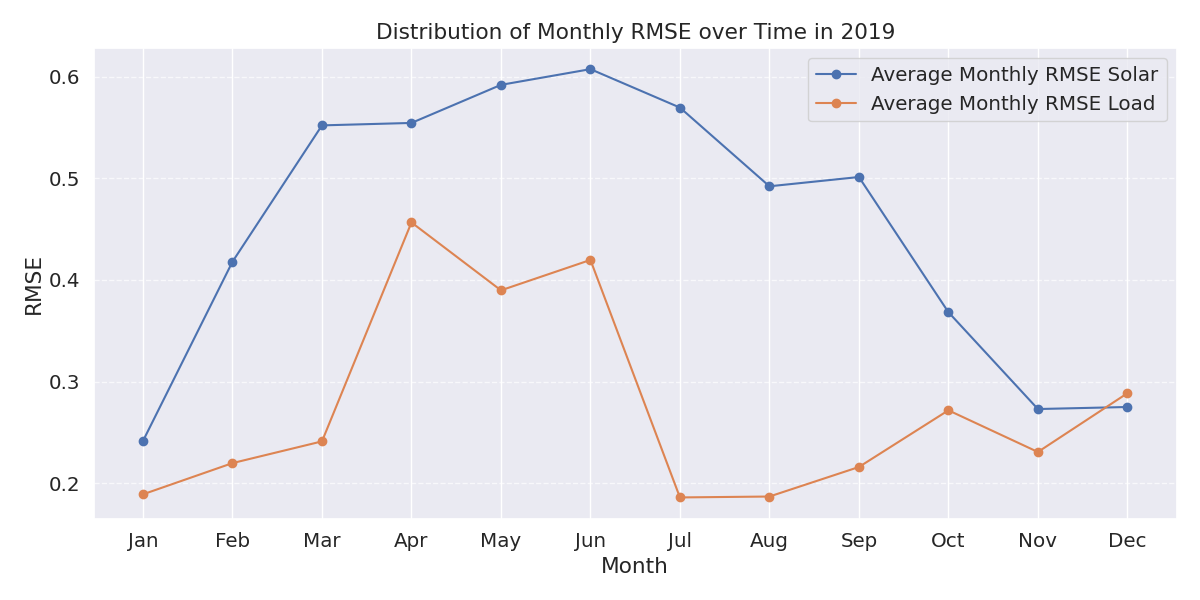 Distribution of Monthly RMSE over Time in 2019
Average Monthly RMSE Solar
Average Monthly RMSE Load
RMSE
0.6
0.5
0.4
0.3
0.2
Jan Feb Mar Apr May Jun Jul Aug Sep Oct Nov Dec
Month